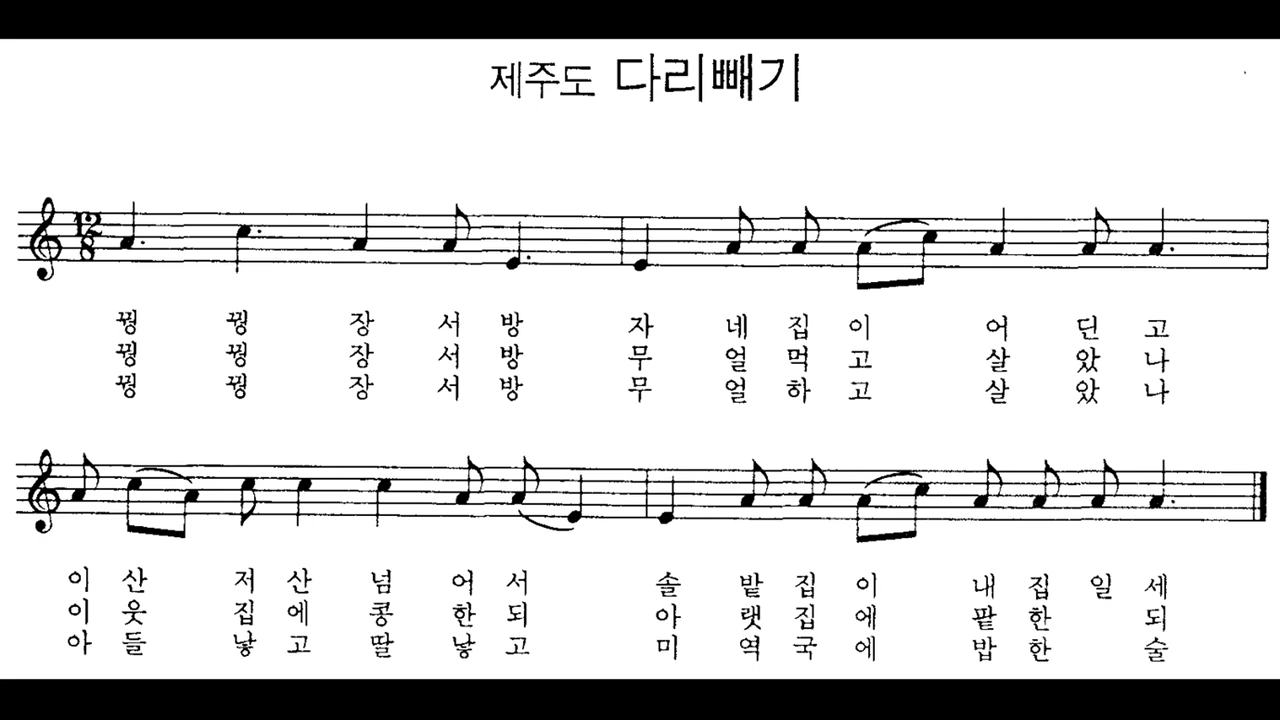 제주도 다리빼기
12
8
꿩 꿩 장 서 방 자 네 집 이 어 딘 고
꿩 꿩 장 서 방 무 얼 먹 고 살 았 나
꿩 꿩 장 서 방 무 얼 하 고 살 았 나
이 산 저 산 넘 어 서 솔 밭 집 이 내 집 일 세
이 웃 집 에 콩 한 되 아 랫 집 에 팥 한 되
아 들 낳 고 딸 낳 고 미 역 국 에 밥 한 술